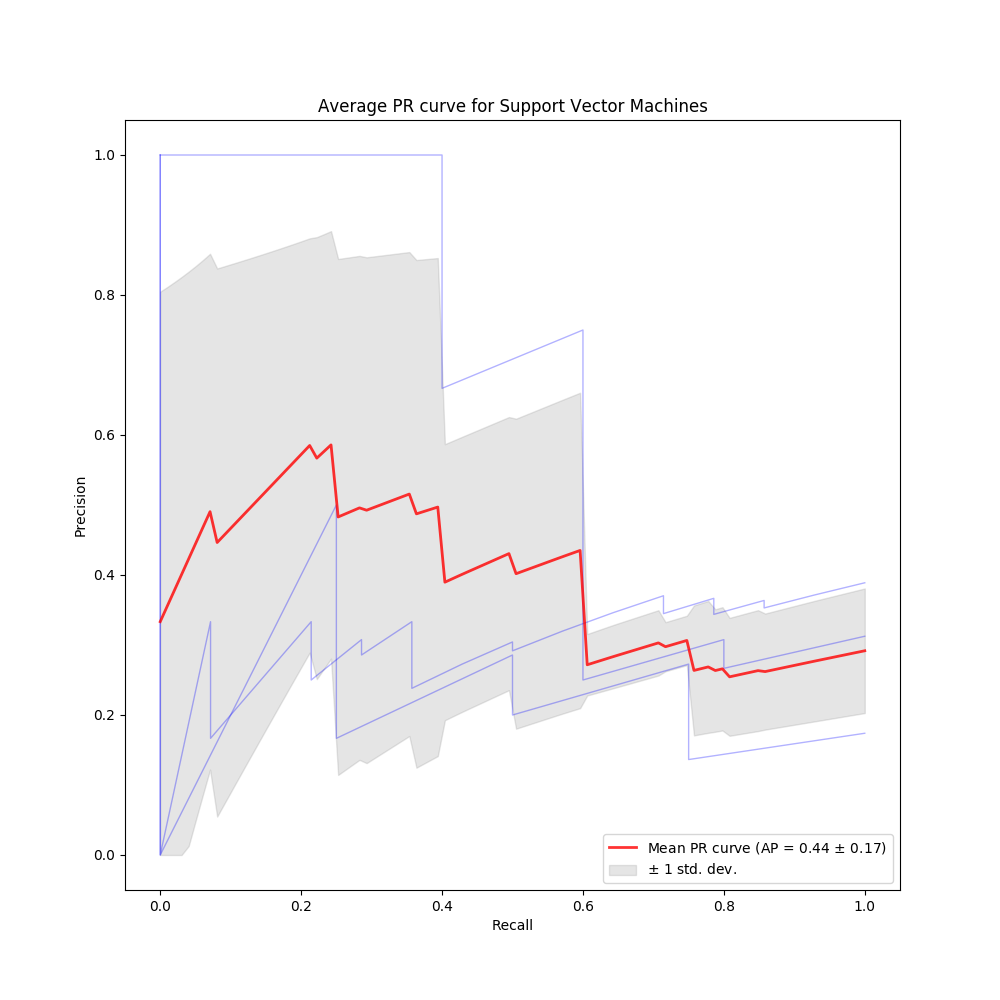 Average PR curve for Support Vector Machines
1.0
0.8
0.6
0.4
0.2
0.0
Precision
0.0 0.2 0.4 0.6 0.8 1.0
Recall
Mean PR curve (AP = 0.44 ± 0.17)
± 1 std. dev.